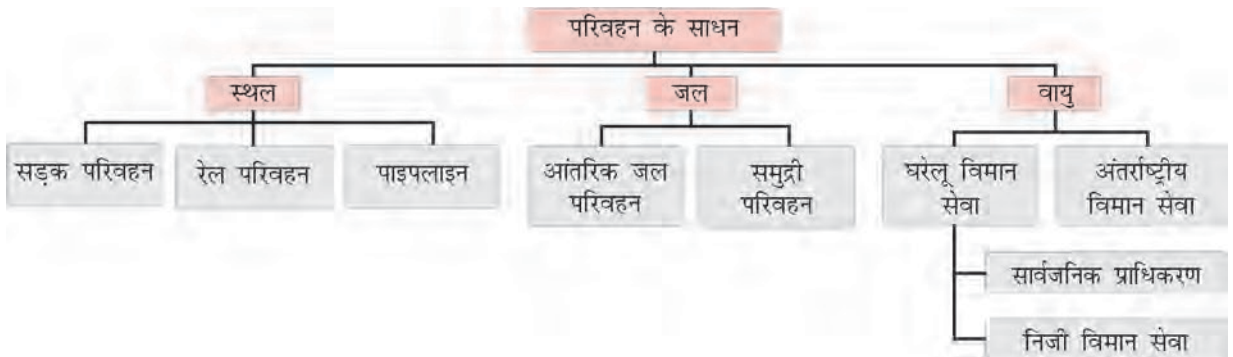 परिवहन के साधन
स्थल
जल
वायु
सड़क परिवहन
रेल परिवहन
पाइपलाइन
आंतरिक जल
परिवहन
समुद्री
परिवहन
घरेलू विमान
सेवा
अंतर्राष्ट्रीय
विमान सेवा
सार्वजनिक प्राधिकरण
निजी विमान सेवा